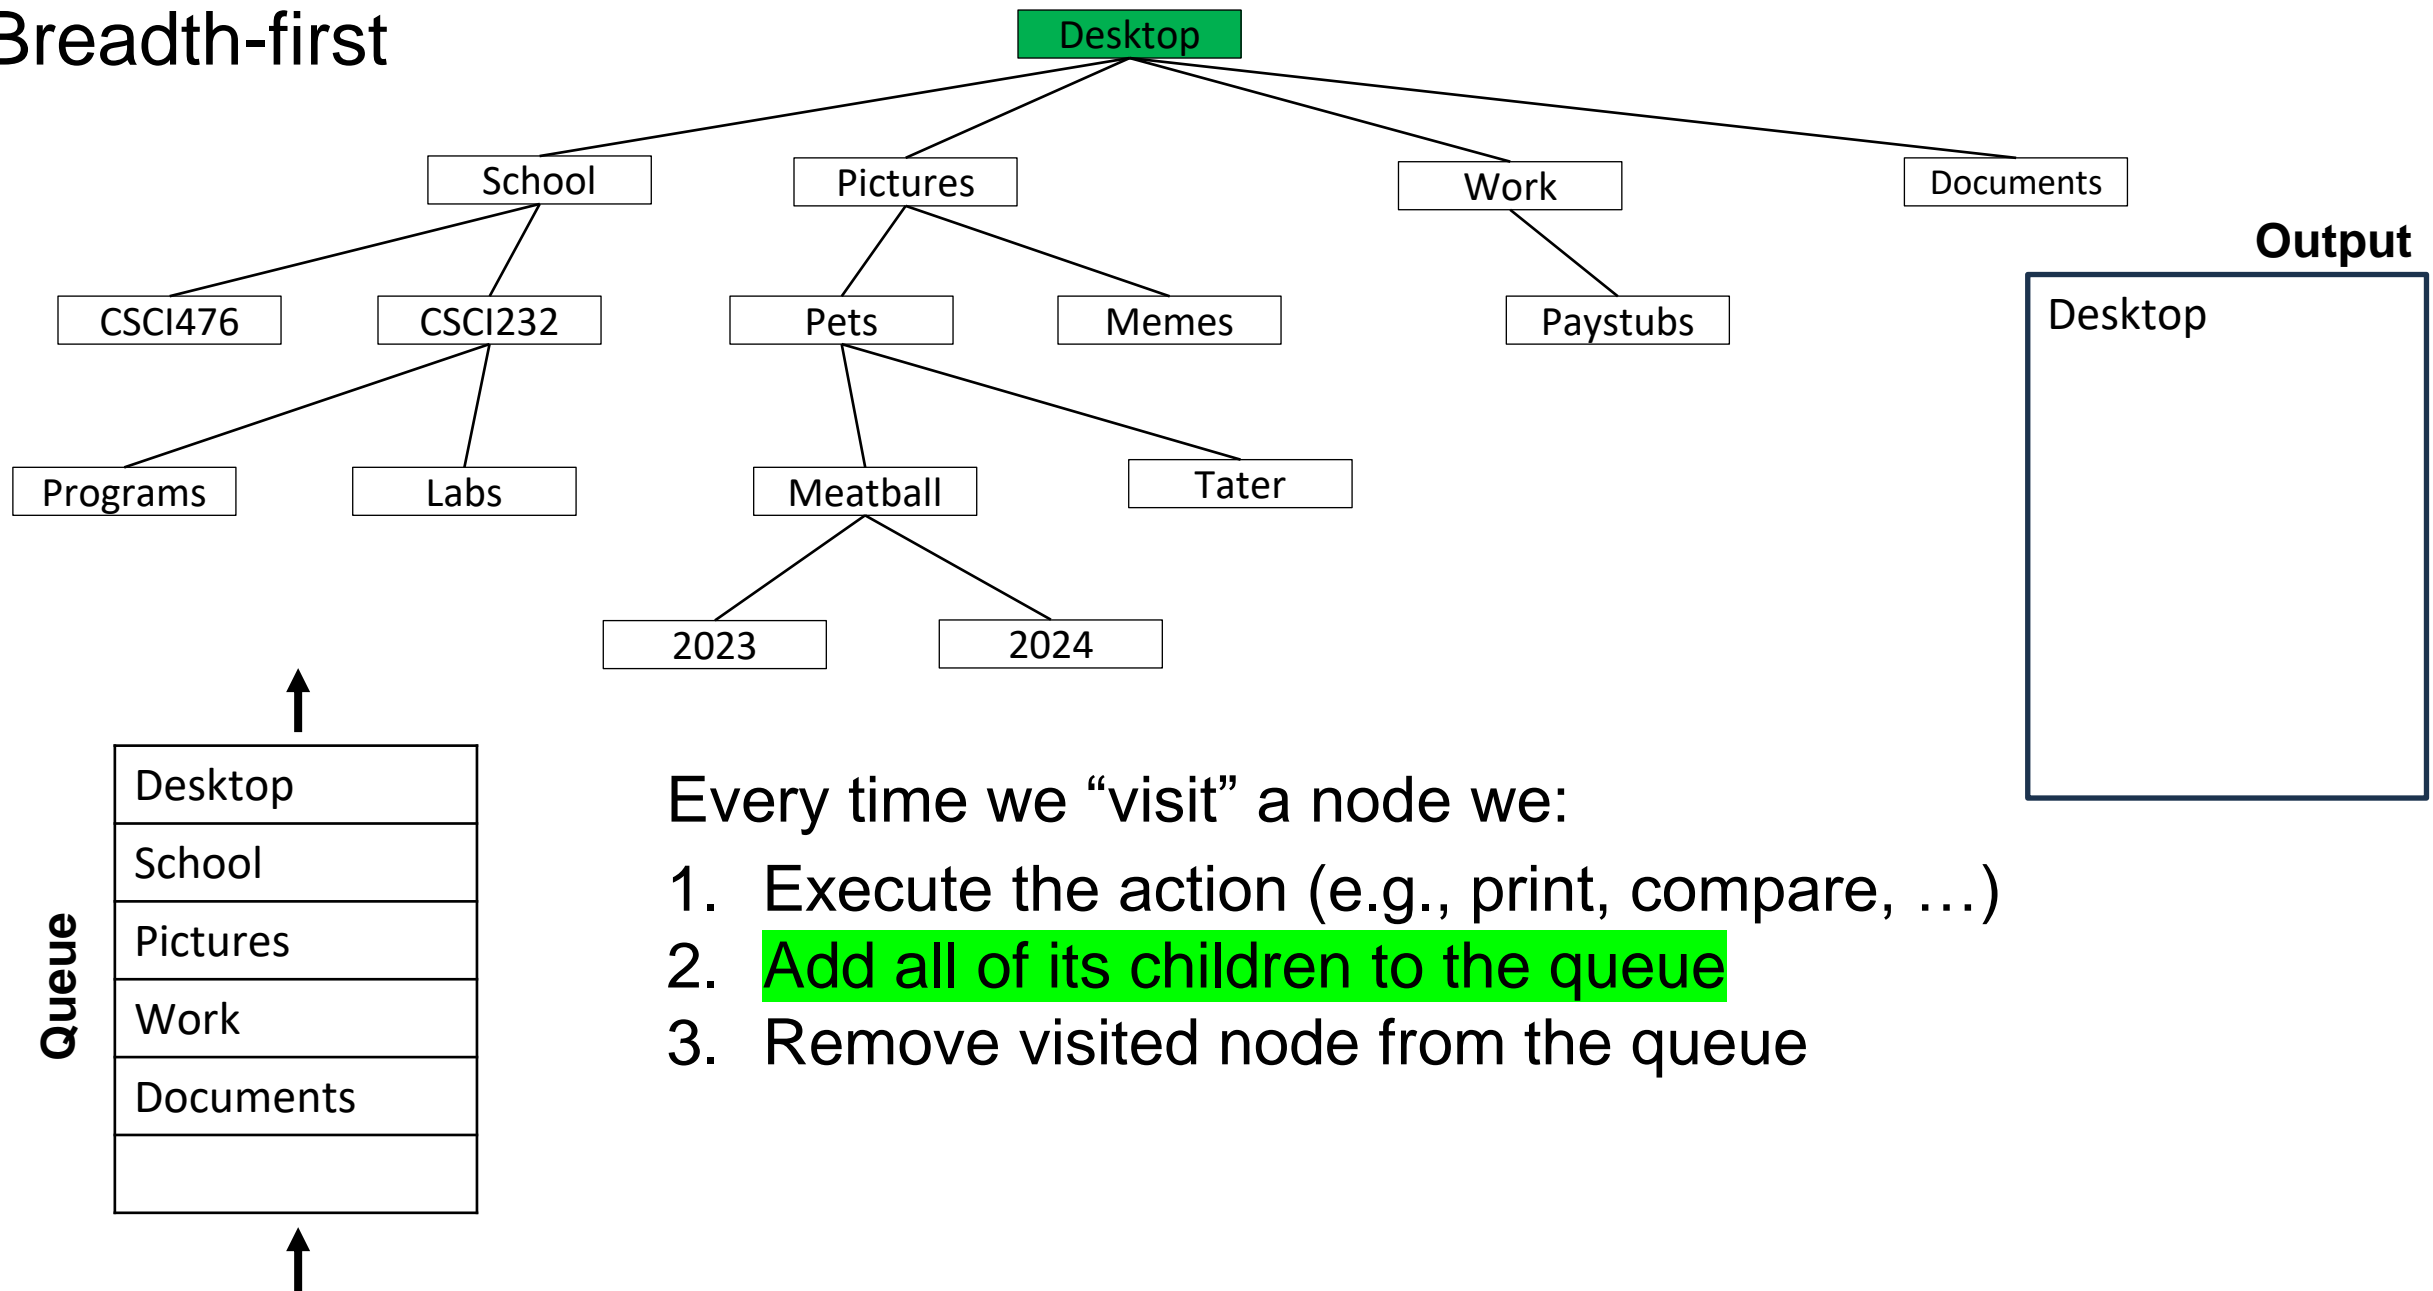 Breadth-first
Desktop
School
Pictures
Work
Documents
CSCI476
CSCI232
Pets
Memes
Paystubs
Programs
Labs
Meatball
Tater
2023
2024
Output
Desktop
Queue
Desktop
School
Pictures
Work
Documents
Every time we “visit” a node we:
1. Execute the action (e.g., print, compare, …)
2. Add all of its children to the queue
3. Remove visited node from the queue